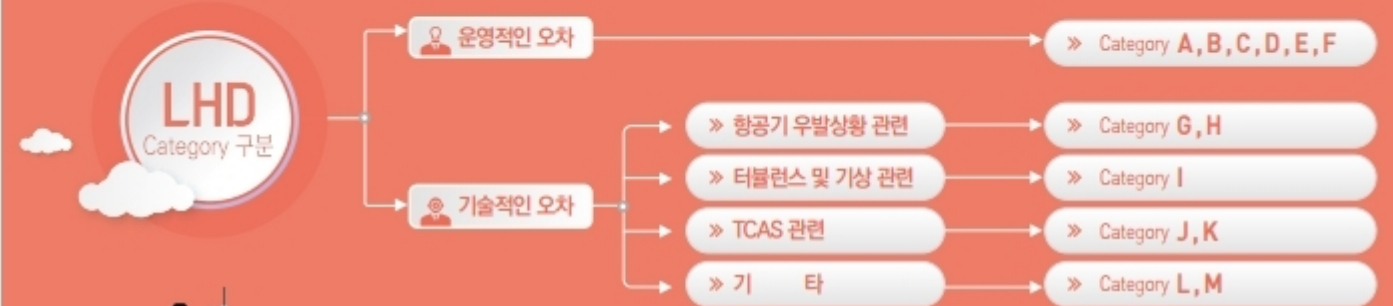 LHD
Category 구분
운영적인 오차
» Category A,B,C,D,E,F
기술적인 오차
» 항공기 우발상황 관련
» Category G,H
» 터뷸런스 및 기상 관련
» Category I
» TCAS 관련
» Category J,K
» 기 타
» Category L,M